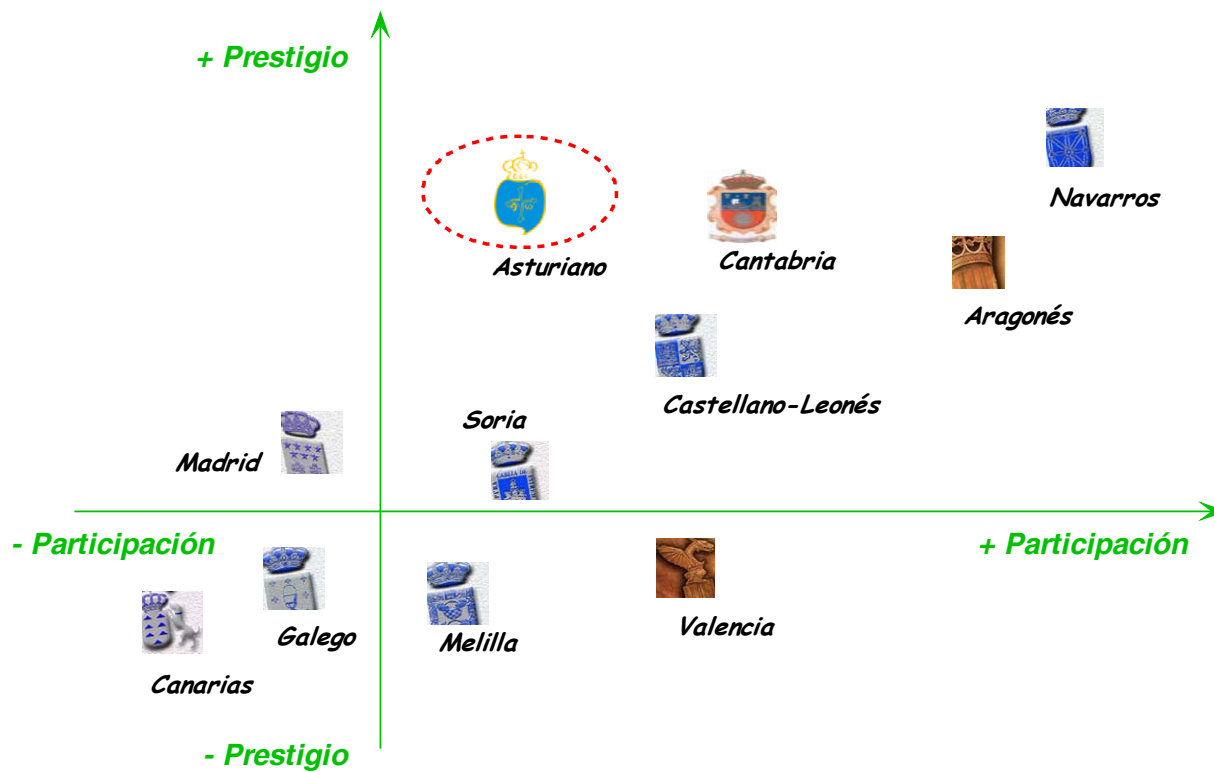 + Prestigio
Navarros
Asturiano
Cantabria
Aragonés
Castellano-Leonés
Soria
Madrid
- Participación
+ Participación
Galego
Melilla
Valencia
Canarias
- Prestigio